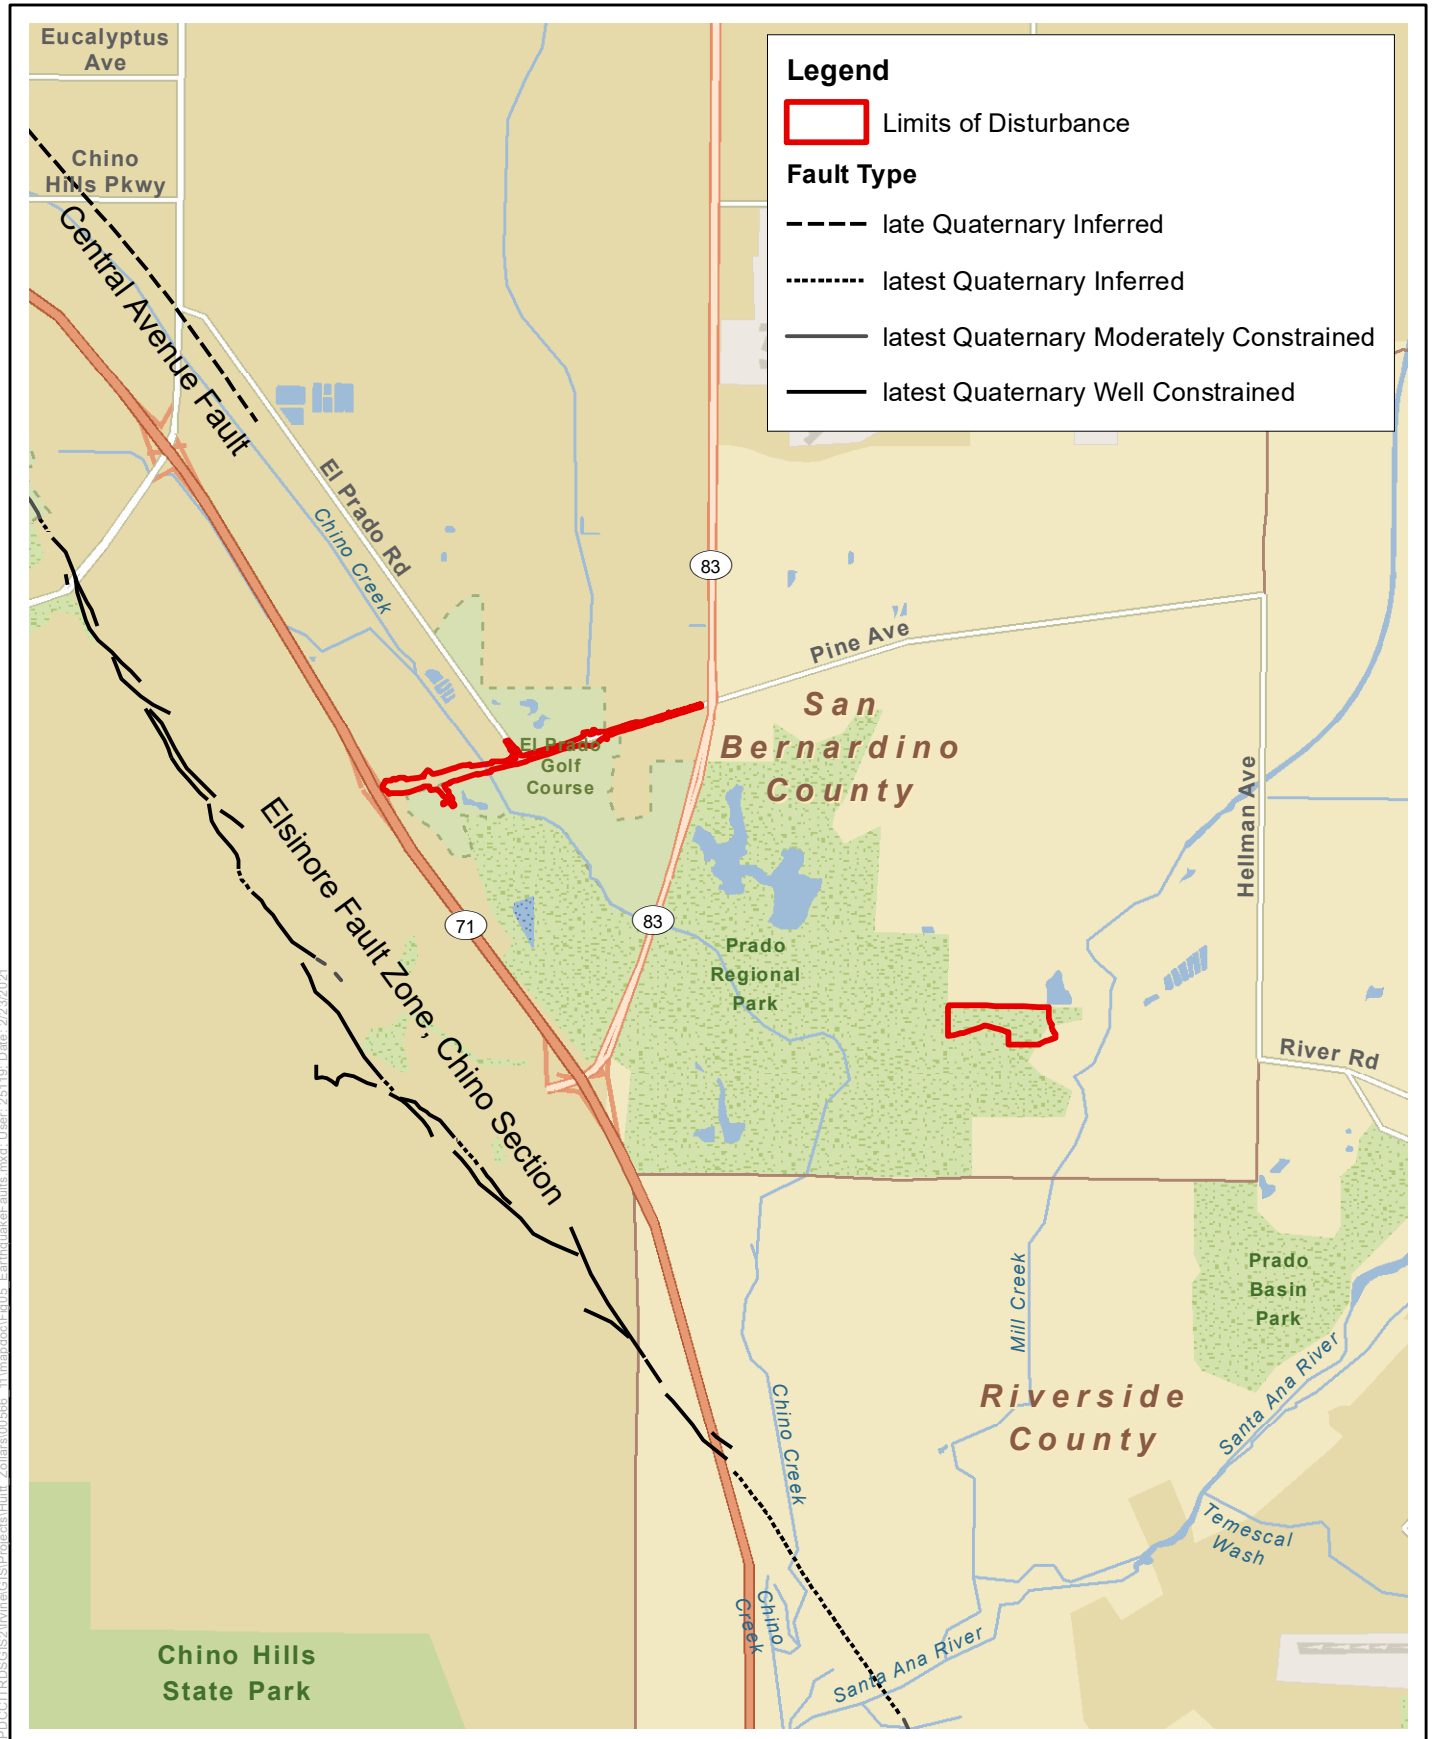 Eucalyptus
Ave
Chino
Hills Pkwy
Central Avenue Fault
El Prado Rd
Chino Creek
Legend
Limits of Disturbance
Fault Type
late Quaternary Inferred
latest Quaternary Inferred
latest Quaternary Moderately Constrained
latest Quaternary Well Constrained
83
Pine Ave
San
Bernardino
County
El Prado
Golf
Course
Hellman Ave
Elsinore Fault Zone, Chino Section
71
83
Prado
Regional
Park
River Rd
Mill Creek
Prado
Basin
Park
Riverside
County
Santa Ana River
Chino Creek
Temescal
Wash
Chino
Creek
Santa Ana River
Chino Hills
State Park